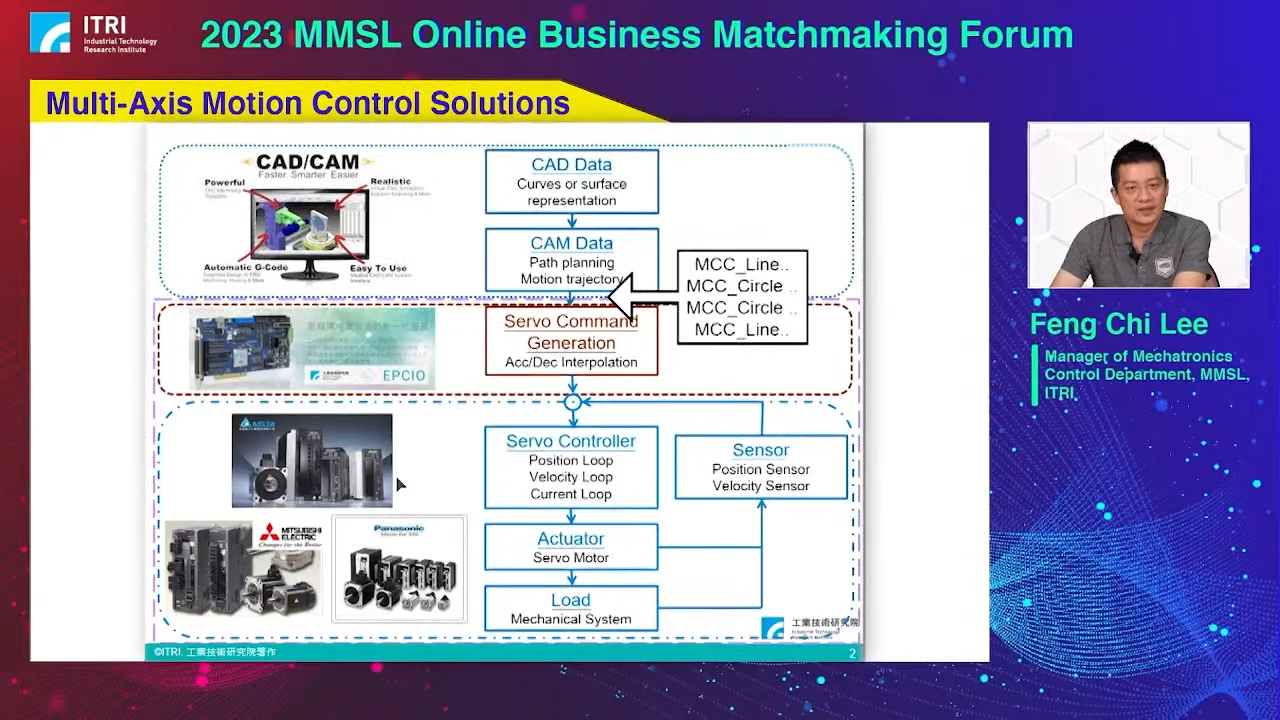 ITRI
Industrial Technology
Research Institute
2023 MMSL Online Business Matchmaking Forum
Multi-Axis Motion Control Solutions
CAD/CAM
Faster. Smarter. Easier
Powerful
Realistic
Automatic G-Code
Easy To Use
CAD Data
Curves or surface
representation
CAM Data
Path planning
Motion trajectory
MCC_Line..
MCC_Circle ..
MCC_Circle ..
MCC_Line..
EPCIO
Servo Command
Generation
Acc/Dec Interpolation
DELTA
Servo Controller
Position Loop
Velocity Loop
Current Loop
Sensor
Position Sensor
Velocity Sensor
MITSUBISHI
ELECTRIC
Changes for the Better
Panasonic
Actuator
Servo Motor
Load
Mechanical System
工業技術研究院
Industrial Technology
Research Institute
©ITRI. 工業技術研究院著作
2
Feng Chi Lee
Manager of Mechatronics
Control Department, MMSL,
ITRI